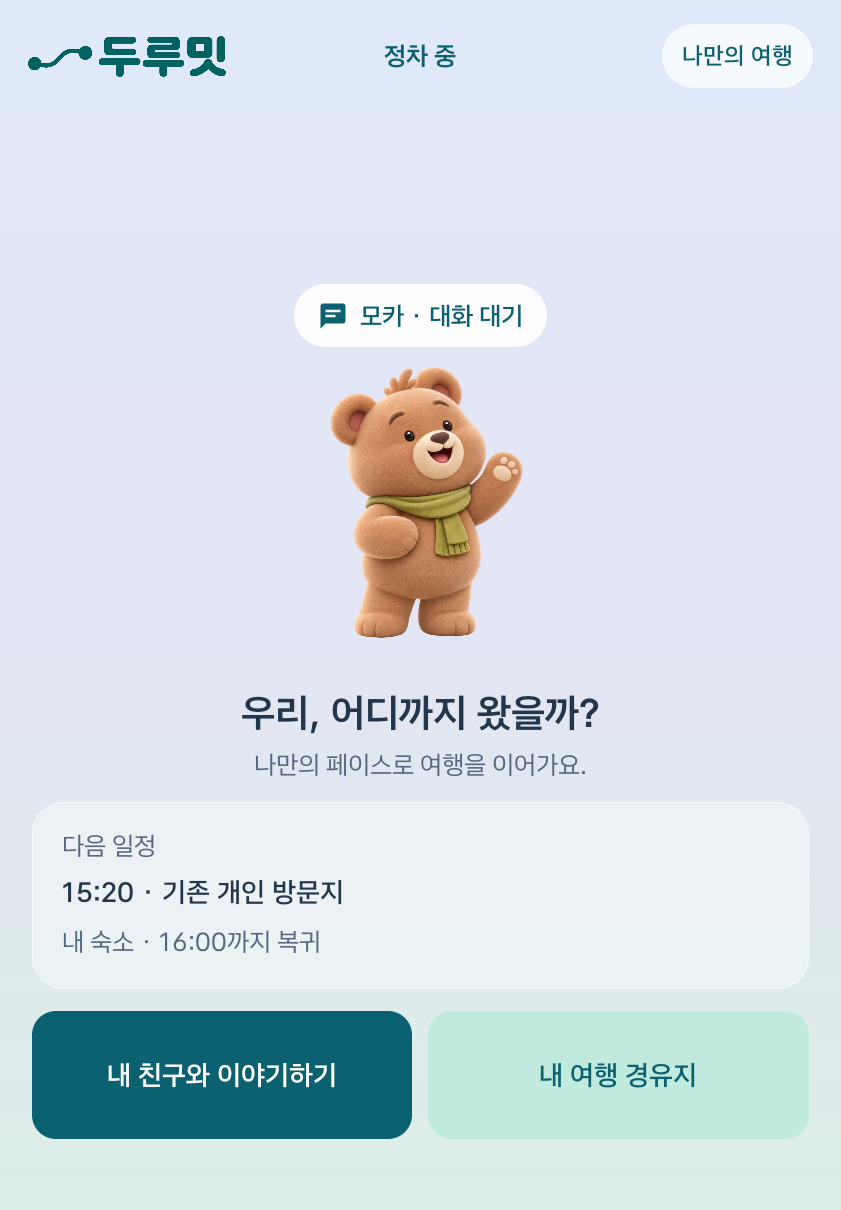 두루밋
정차 중
나만의 여행
모카 · 대화 대기
우리, 어디까지 왔을까?
나만의 페이스로 여행을 이어가요.
다음 일정
15:20 · 기존 개인 방문지
내 숙소 · 16:00까지 복귀
내 친구와 이야기하기
내 여행 경유지